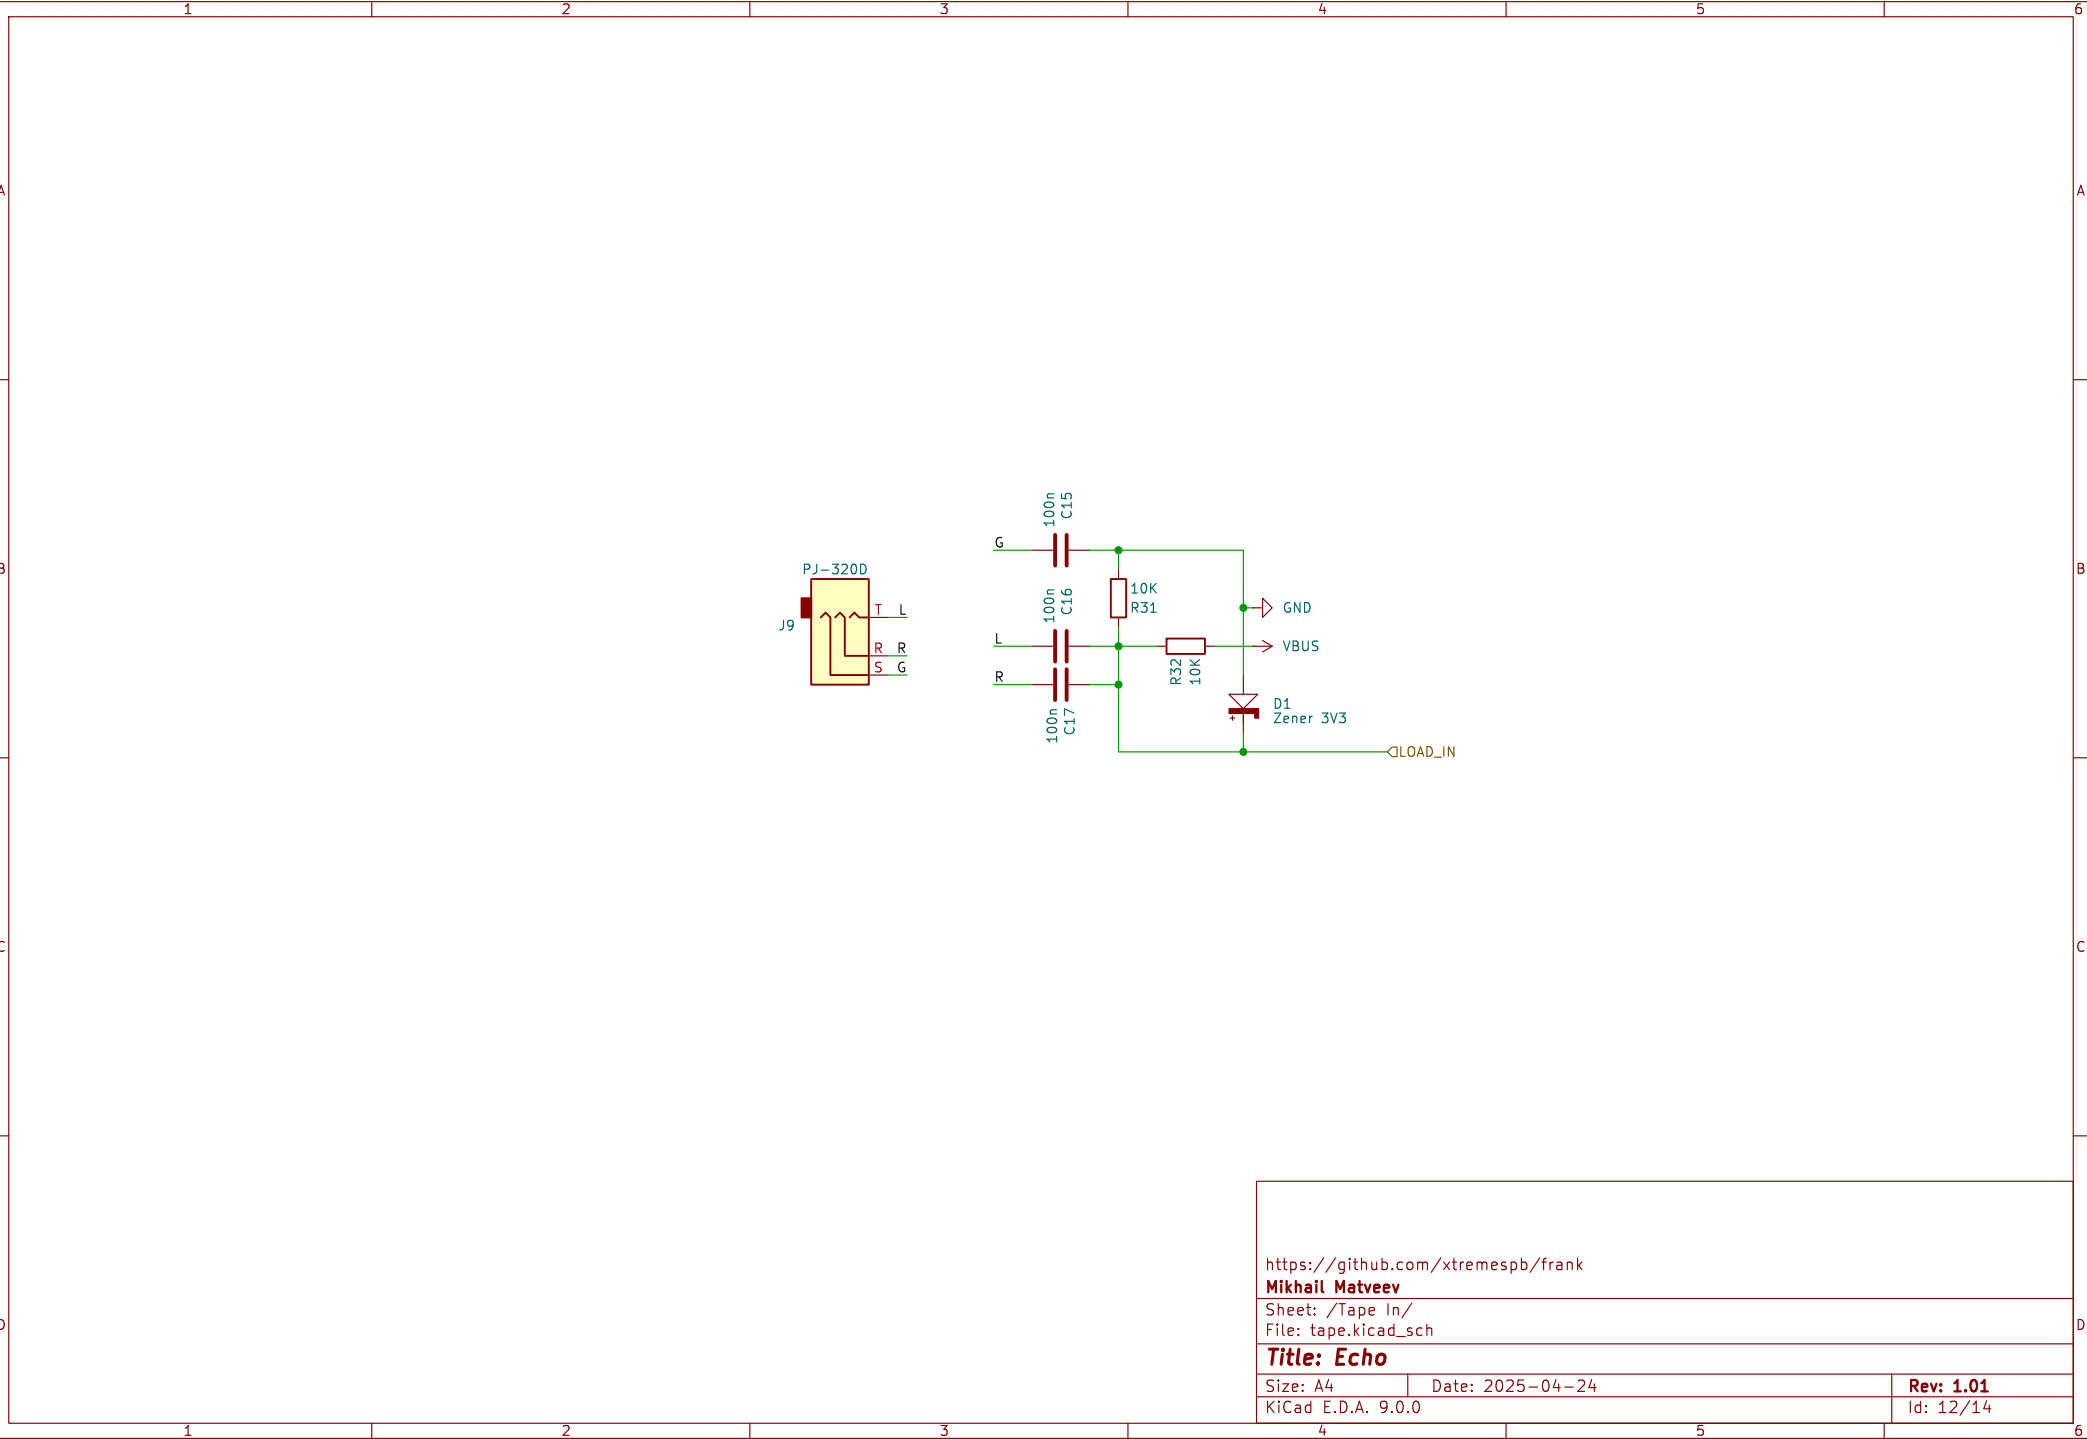 1 2 3 4 5 6
A A
B B
C C
D D
100n
C15
G
PJ-320D
J9
T L
R R
S G
100n
C16
10K
R31
GND
L
VBUS
R32
10K
R
100n
C17
+
D1
Zener 3V3
LOAD_IN
https://github.com/xtremespb/frank
Mikhail Matveev
Sheet: /Tape In/
File: tape.kicad_sch
Title: Echo
Size: A4 Date: 2025-04-24 Rev: 1.01
KiCad E.D.A. 9.0.0 Id: 12/14
1 2 3 4 5 6